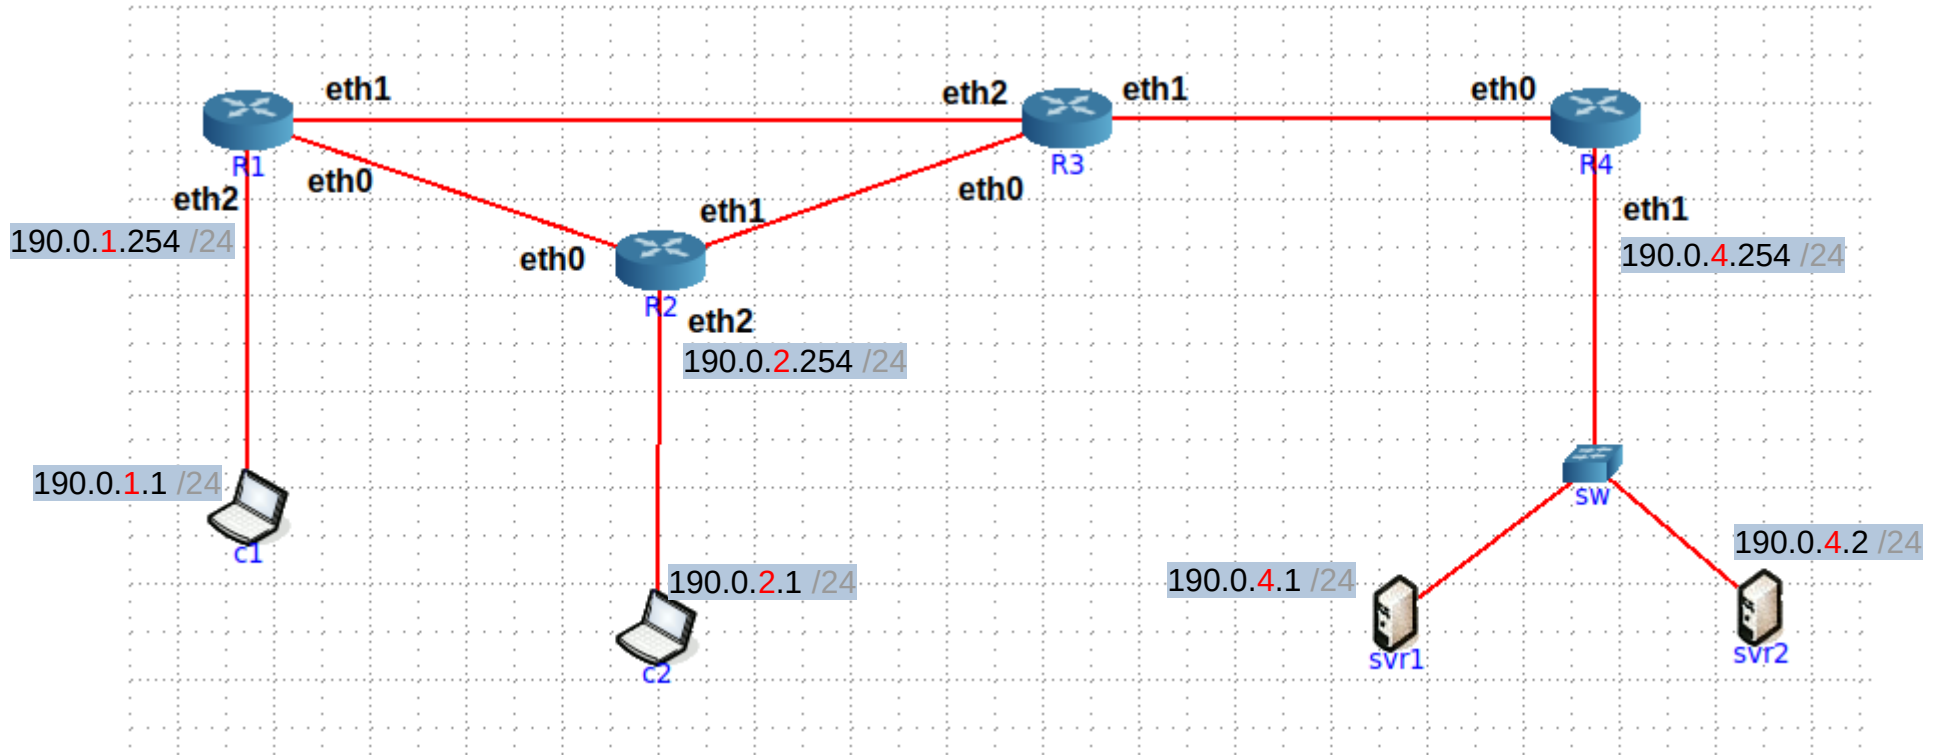 eth1
eth2
eth1
eth0
R1
R3
R4
eth0
eth2
eth0
eth1
eth1
190.0.1.254 /24
190.0.4.254 /24
eth0
R2
eth2
190.0.2.254 /24
190.0.1.1 /24
sw
c1
190.0.4.2 /24
190.0.2.1 /24
190.0.4.1 /24
svr1
svr2
c2